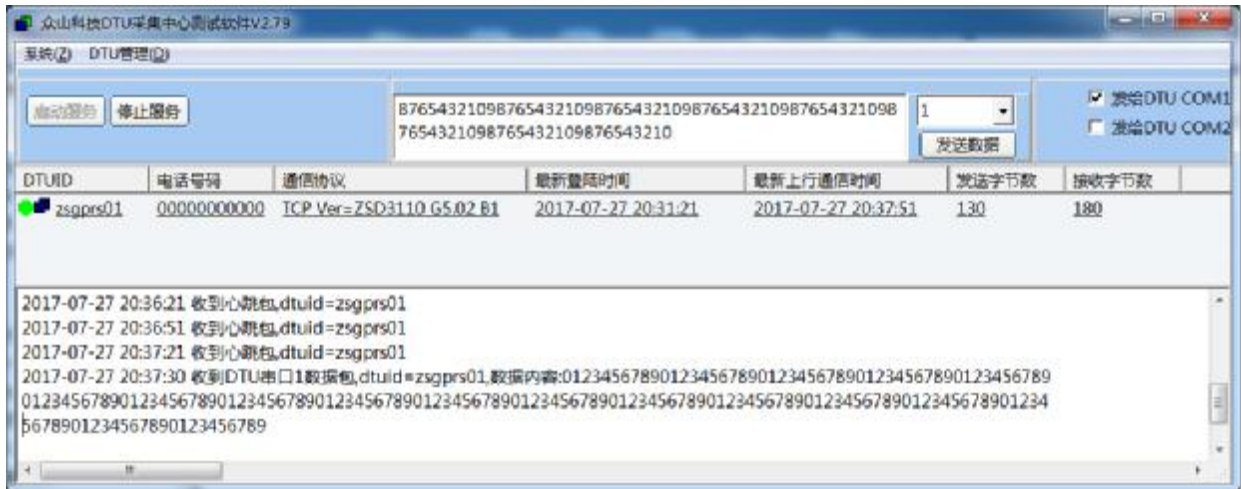 众山科技DTU采集中心测试软件V2.79
系统(Z) DTU管理(D)
启动服务 停止服务
876543210987654321098765432109876543210987654321098
7654321098765432109876543210
1
发送数据
发给DTU COM1
发给DTU COM2
DTUID 电话号码 通信协议 最新登陆时间 最新上行通信时间 发送字节数 接收字节数
zsgprs01 00000000000 TCP Ver=ZSD3110 G5.02 B1 2017-07-27 20:31:21 2017-07-27 20:37:51 130 180
2017-07-27 20:36:21 收到心跳包,dtuid=zsgprs01
2017-07-27 20:36:51 收到心跳包,dtuid=zsgprs01
2017-07-27 20:37:21 收到心跳包,dtuid=zsgprs01
2017-07-27 20:37:30 收到DTU串口1数据包,dtuid=zsgprs01,数据内容:01234567890123456789012345678901234567890123456789
012345678901234567890123456789012345678901234567890123456789012345678901234567890123456789012345678901234
5678901234567890123456789